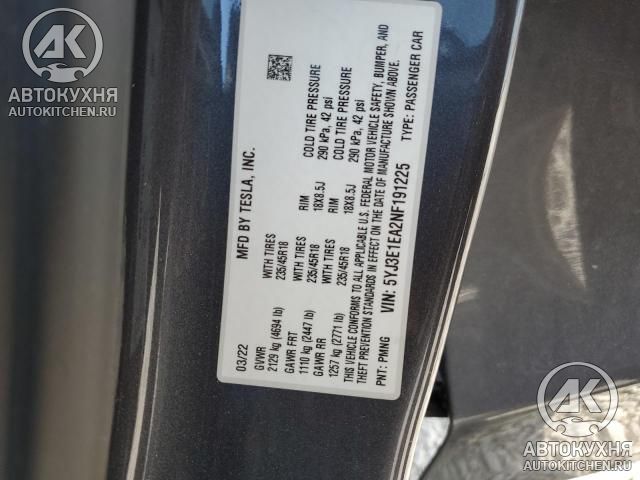 AK
АВТОКУХНЯ
AUTOKITCHEN.RU
MFD BY TESLA, INC.
03/22
GVWR
2129 kg (4694 lb)
GAWR FRT WITH TIRES RIM COLD TIRE PRESSURE
1110 kg (2447 lb) 235/45R18 18X8.5J 290 kPa, 42 psi
GAWR RR WITH TIRES RIM COLD TIRE PRESSURE
1257 kg (2771 lb) 235/45R18 18X8.5J 290 kPa, 42 psi
THIS VEHICLE CONFORMS TO ALL APPLICABLE U.S. FEDERAL MOTOR VEHICLE SAFETY, BUMPER, AND
THEFT PREVENTION STANDARDS IN EFFECT ON THE DATE OF MANUFACTURE SHOWN ABOVE.
VIN: 5YJ3E1EA2NF191225 TYPE: PASSENGER CAR
PNT: PMNG
AK
АВТОКУХНЯ
AUTOKITCHEN.RU